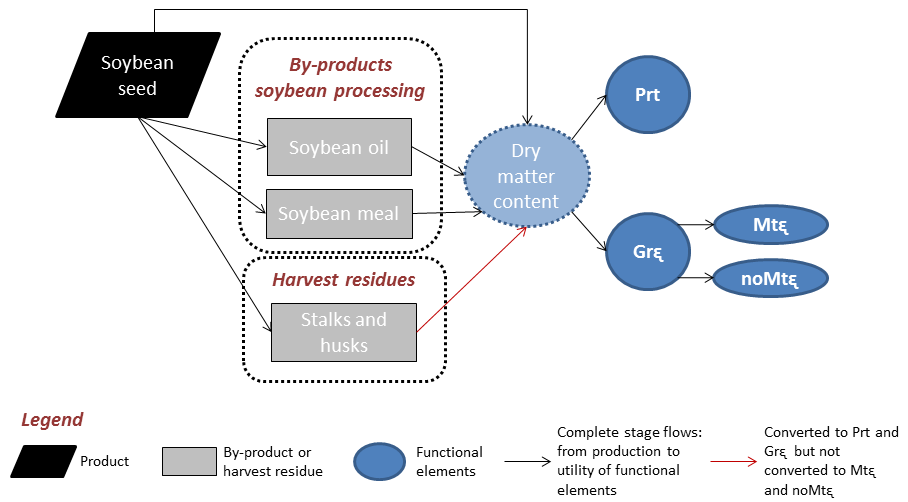 Soybean
seed
By-products
soybean processing
Soybean oil
Soybean meal
Harvest residues
Stalks and
husks
Dry
matter
content
Prt
Grξ
Mtξ
noMtξ
Legend
Product
By-product or
harvest residue
Functional
elements
Complete stage flows:
from production to
utility of functional
elements
Converted to Prt and
Grξ but not
converted to Mtξ
and noMtξ